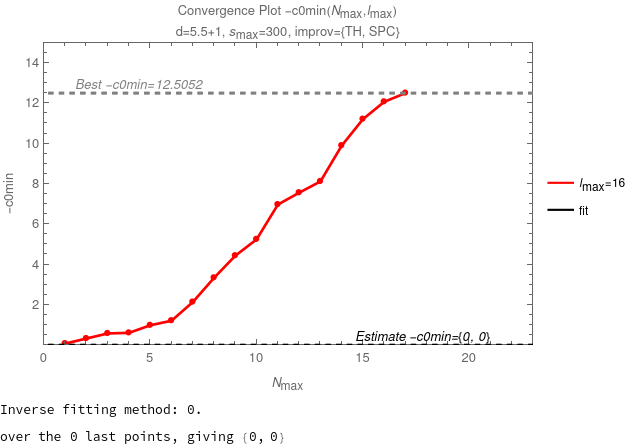 Convergence Plot −c0min(Nmax,lmax)
d=5.5+1, smax=300, improv={TH, SPC}
14
Best −c0min=12.5052
12
10
8
6
4
2
−c0min
lmax=16
fit
Estimate −c0min={0, 0}
0 5 10 15 20
Nmax
Inverse fitting method: 0.
over the 0 last points, giving {0, 0}